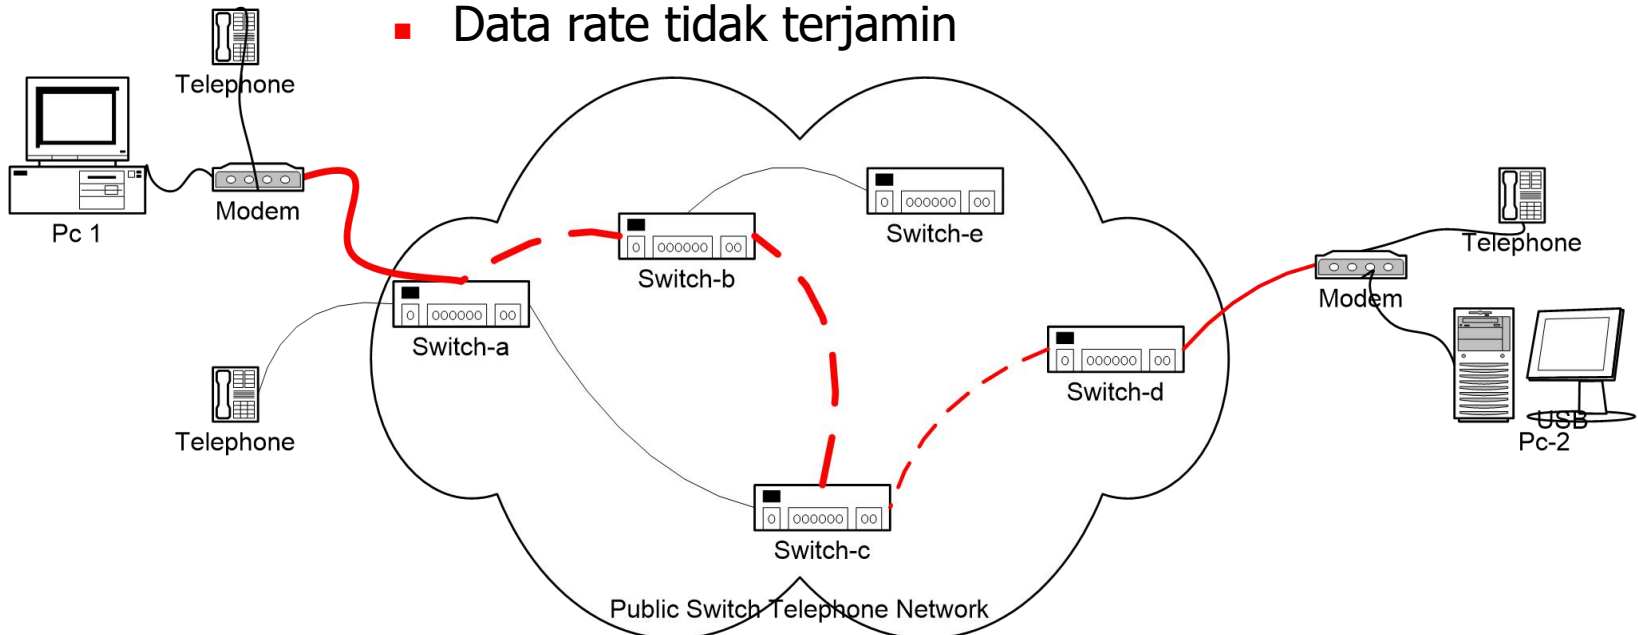 Data rate tidak terjamin
Telephone
Pc 1
Modem
Switch-e
Switch-b
Telephone
Modem
Switch-a
Switch-d
Telephone
USB
Pc-2
Switch-c
Public Switch Telephone Network